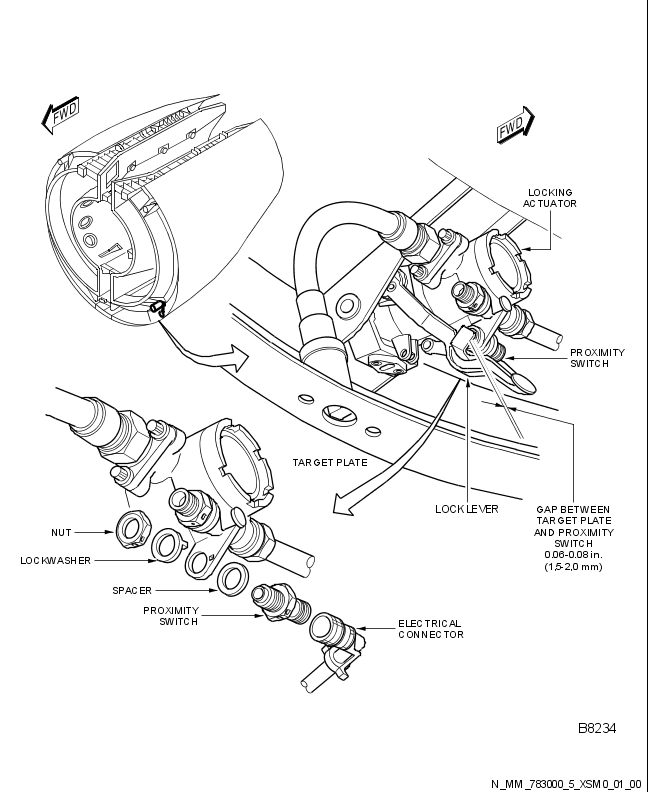 FWD
FWD
LOCKING
ACTUATOR
PROXIMITY
SWITCH
TARGET PLATE
LOCK LEVER
GAP BETWEEN
TARGET PLATE
AND PROXIMITY
SWITCH
0.06-0.08 in.
(1,5-2,0 mm)
NUT
LOCKWASHER
SPACER
PROXIMITY
SWITCH
ELECTRICAL
CONNECTOR
B8234
N_MM_783000_5_XSM0_01_00